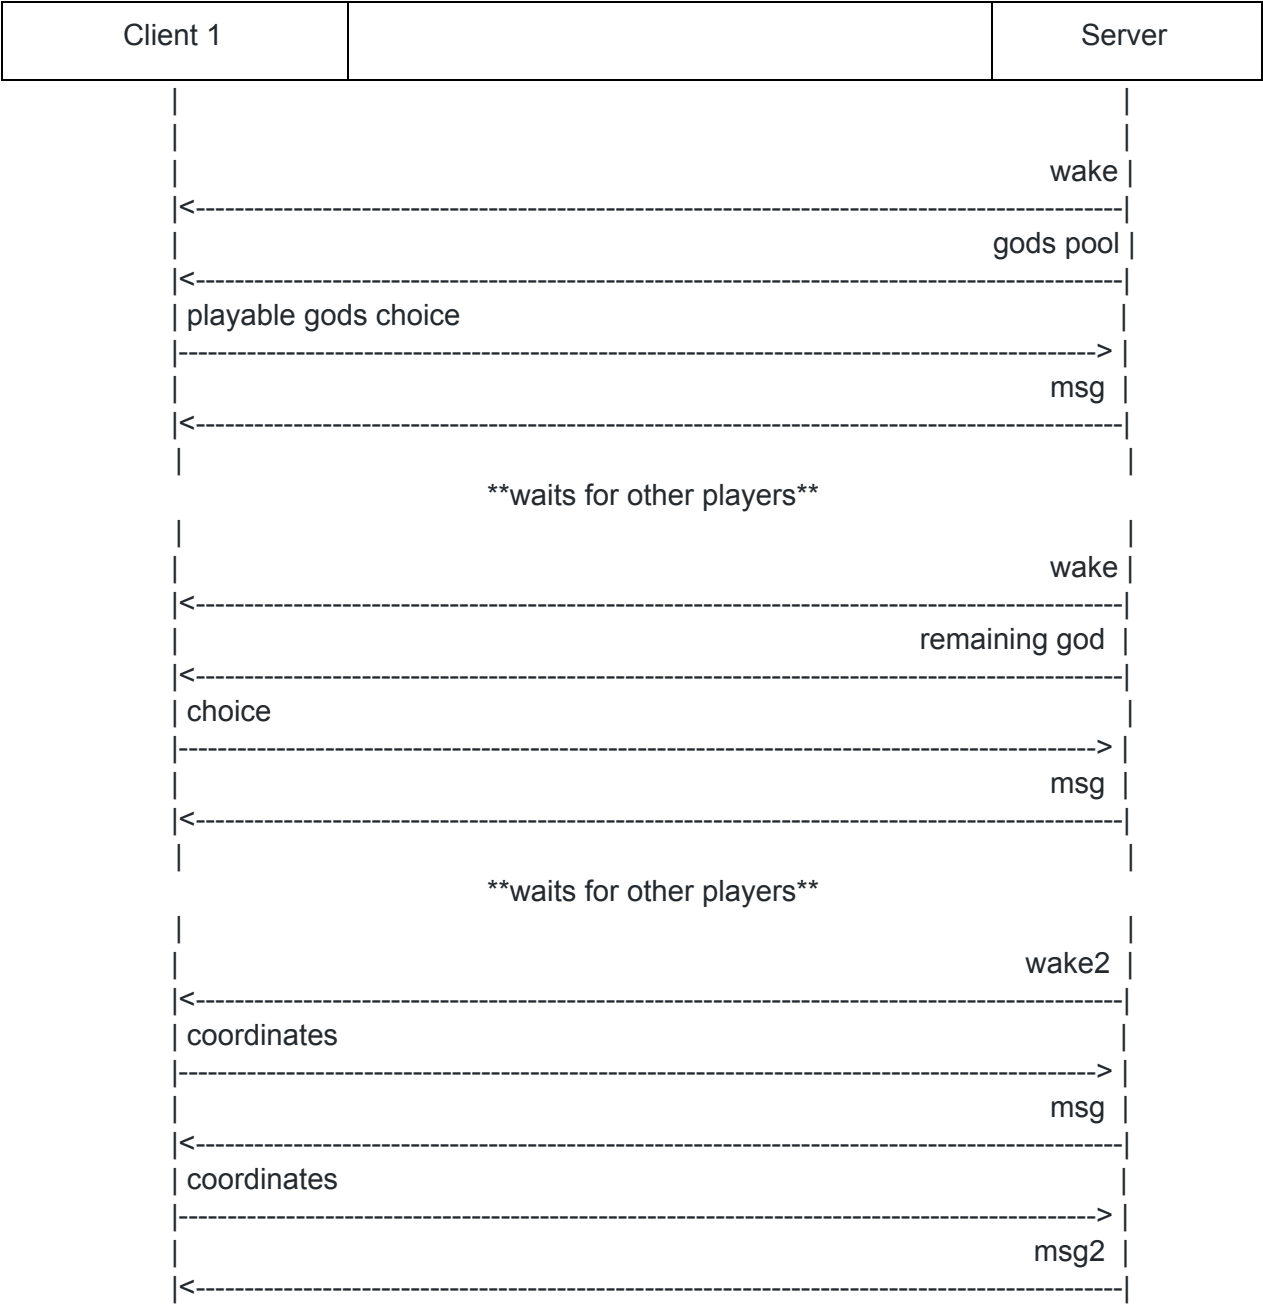 Client 1 Server
| |
| |
| wake |
|<-----------------------------------------------------------------------------------------------|
| gods pool |
|<-----------------------------------------------------------------------------------------------|
| playable gods choice |
|----------------------------------------------------------------------------------------------> |
| msg |
|<-----------------------------------------------------------------------------------------------|
| |
**waits for other players**
| |
| wake |
|<-----------------------------------------------------------------------------------------------|
| remaining god |
|<-----------------------------------------------------------------------------------------------|
| choice |
|----------------------------------------------------------------------------------------------> |
| msg |
|<-----------------------------------------------------------------------------------------------|
| |
**waits for other players**
| |
| wake2 |
|<-----------------------------------------------------------------------------------------------|
| coordinates |
|----------------------------------------------------------------------------------------------> |
| msg |
|<-----------------------------------------------------------------------------------------------|
| coordinates |
|----------------------------------------------------------------------------------------------> |
| msg2 |
|<-----------------------------------------------------------------------------------------------|